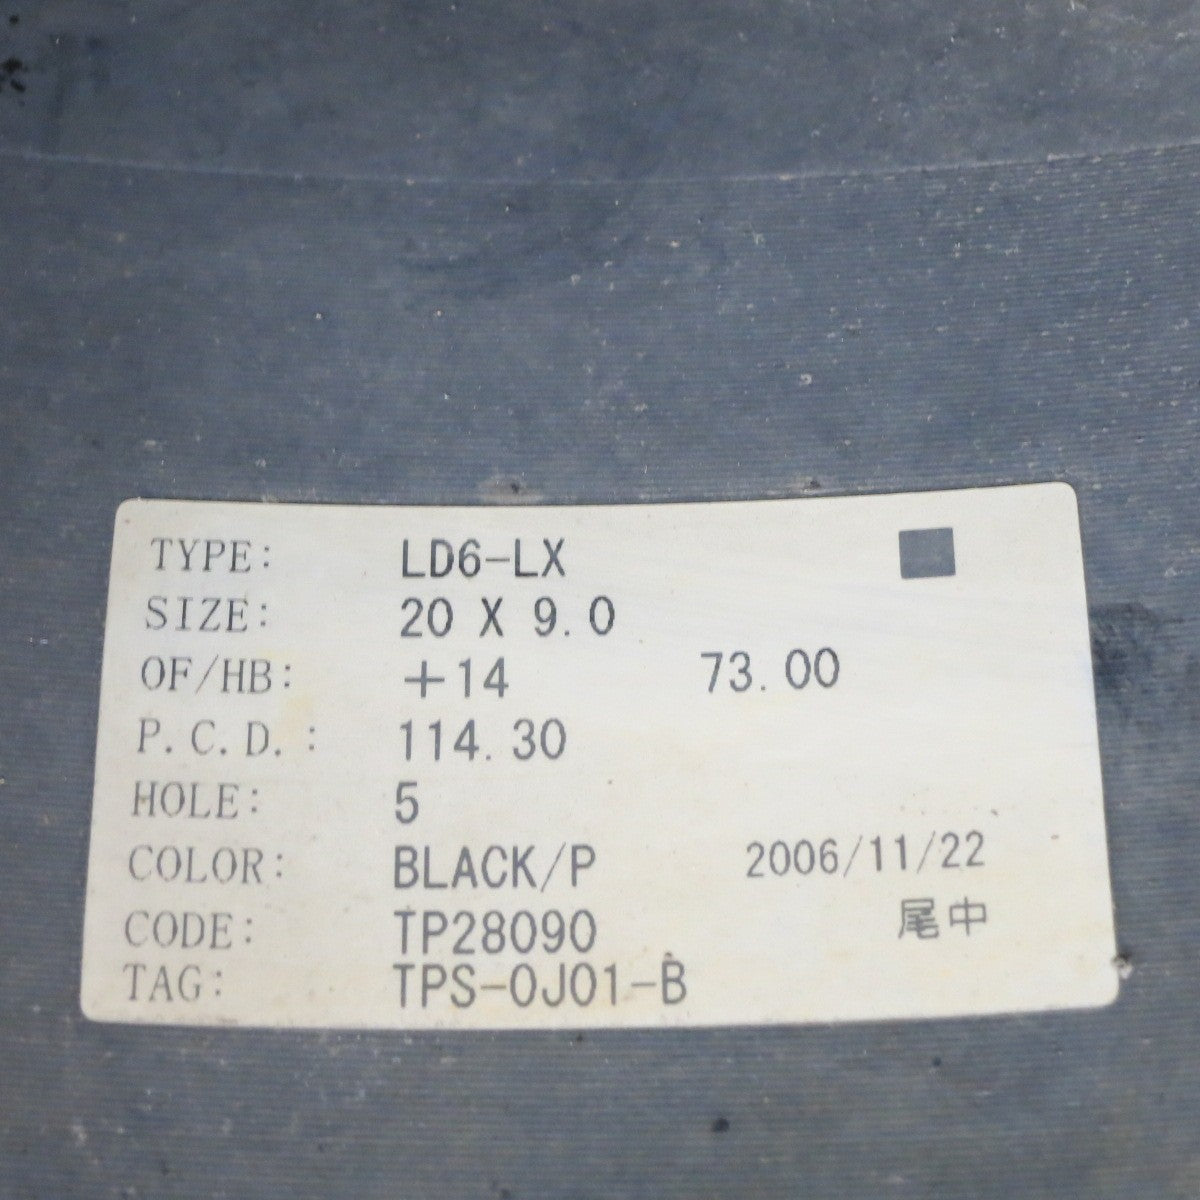 TYPE: LD6-LX
SIZE: 20 X 9.0
OF/HB: +14 73.00
P.C.D.: 114.30
HOLE: 5
COLOR: BLACK/P 2006/11/22
CODE: TP28090 尾中
TAG: TPS-0J01-B